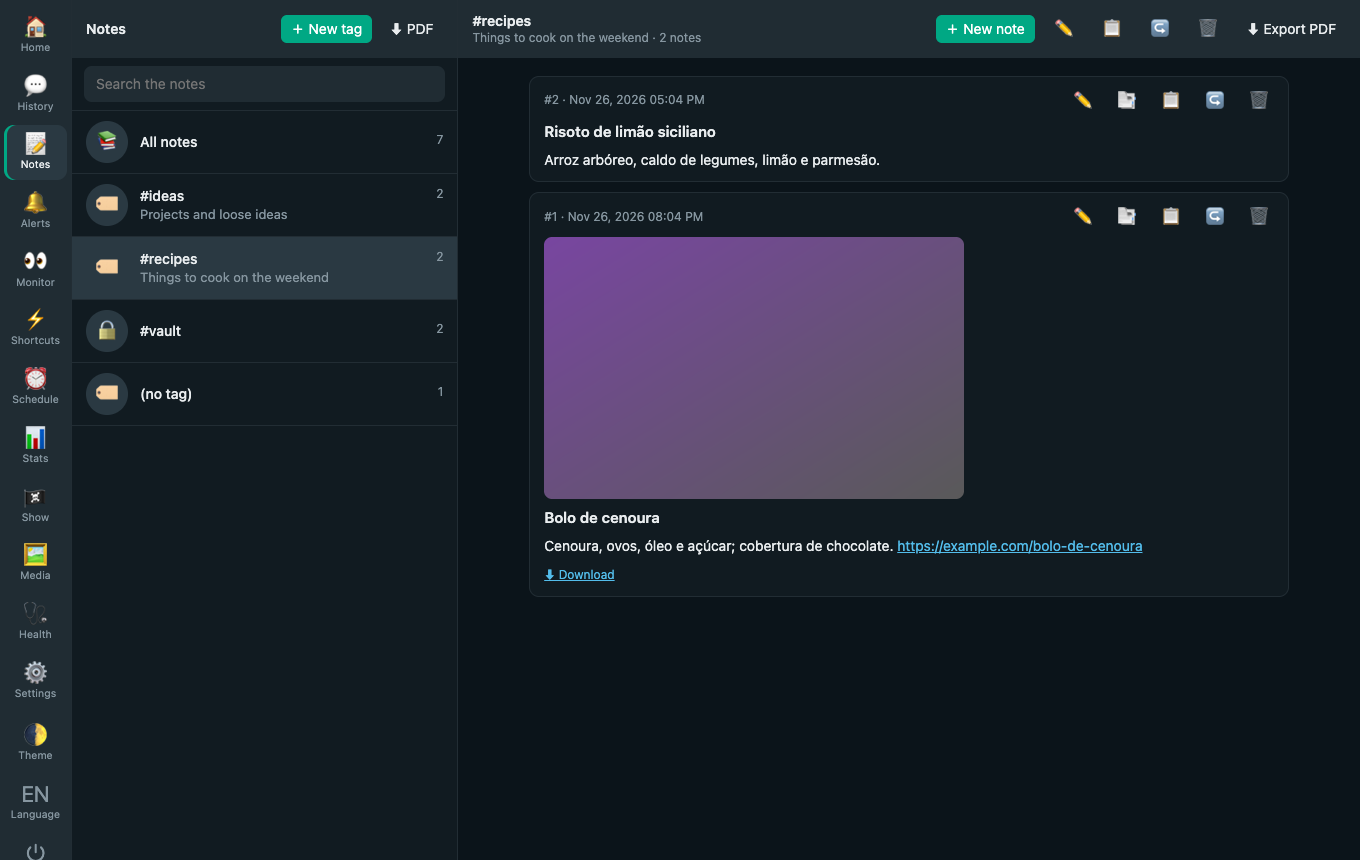 Home
History
Notes
Alerts
Monitor
Shortcuts
Schedule
Stats
Show
Media
Health
Settings
Theme
EN
Language
Notes
+ New tag
⬇ PDF
Search the notes
All notes
7
#ideas
2
Projects and loose ideas
#recipes
2
Things to cook on the weekend
#vault
2
(no tag)
1
#recipes
Things to cook on the weekend · 2 notes
+ New note
⬇ Export PDF
#2 · Nov 26, 2026 05:04 PM
Risoto de limão siciliano
Arroz arbóreo, caldo de legumes, limão e parmesão.
#1 · Nov 26, 2026 08:04 PM
Bolo de cenoura
Cenoura, ovos, óleo e açúcar; cobertura de chocolate. https://example.com/bolo-de-cenoura
⬇ Download